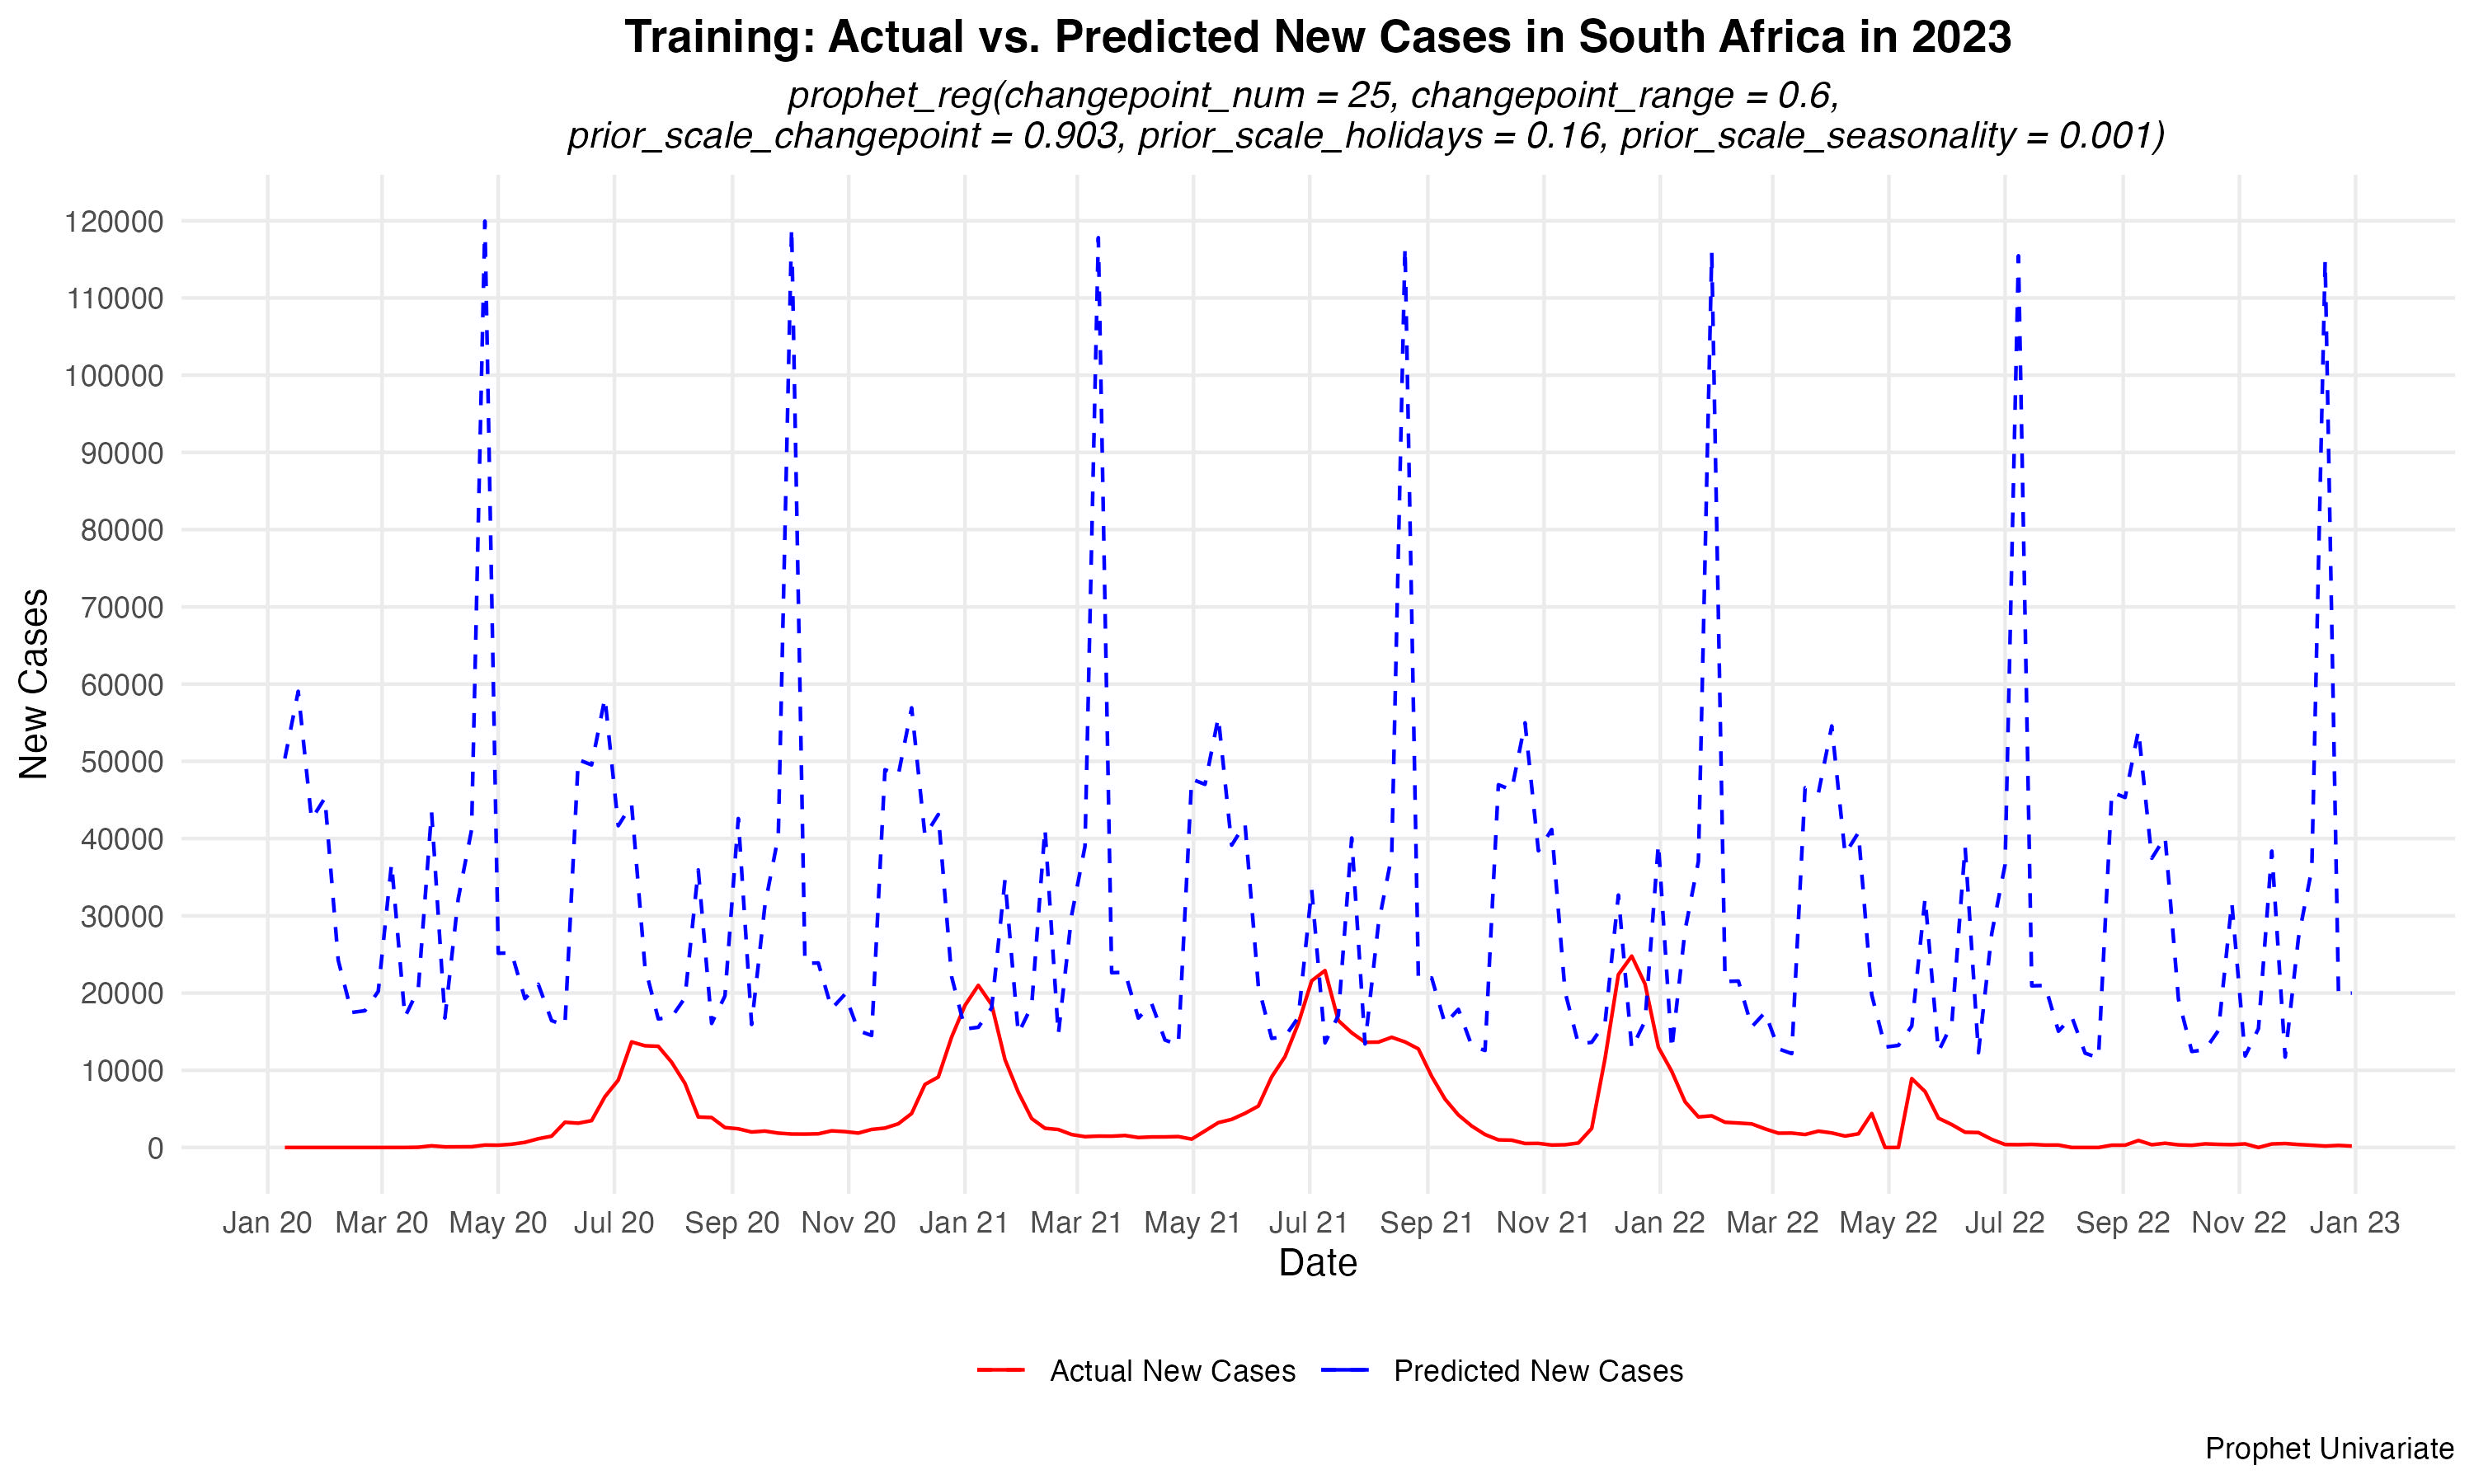 Training: Actual vs. Predicted New Cases in South Africa in 2023
prophet_reg(changepoint_num = 25, changepoint_range = 0.6,
prior_scale_changepoint = 0.903, prior_scale_holidays = 0.16, prior_scale_seasonality = 0.001)
New Cases
120000
110000
100000
90000
80000
70000
60000
50000
40000
30000
20000
10000
0
Jan 20 Mar 20 May 20 Jul 20 Sep 20 Nov 20 Jan 21 Mar 21 May 21 Jul 21 Sep 21 Nov 21 Jan 22 Mar 22 May 22 Jul 22 Sep 22 Nov 22 Jan 23
Date
Actual New Cases Predicted New Cases
Prophet Univariate